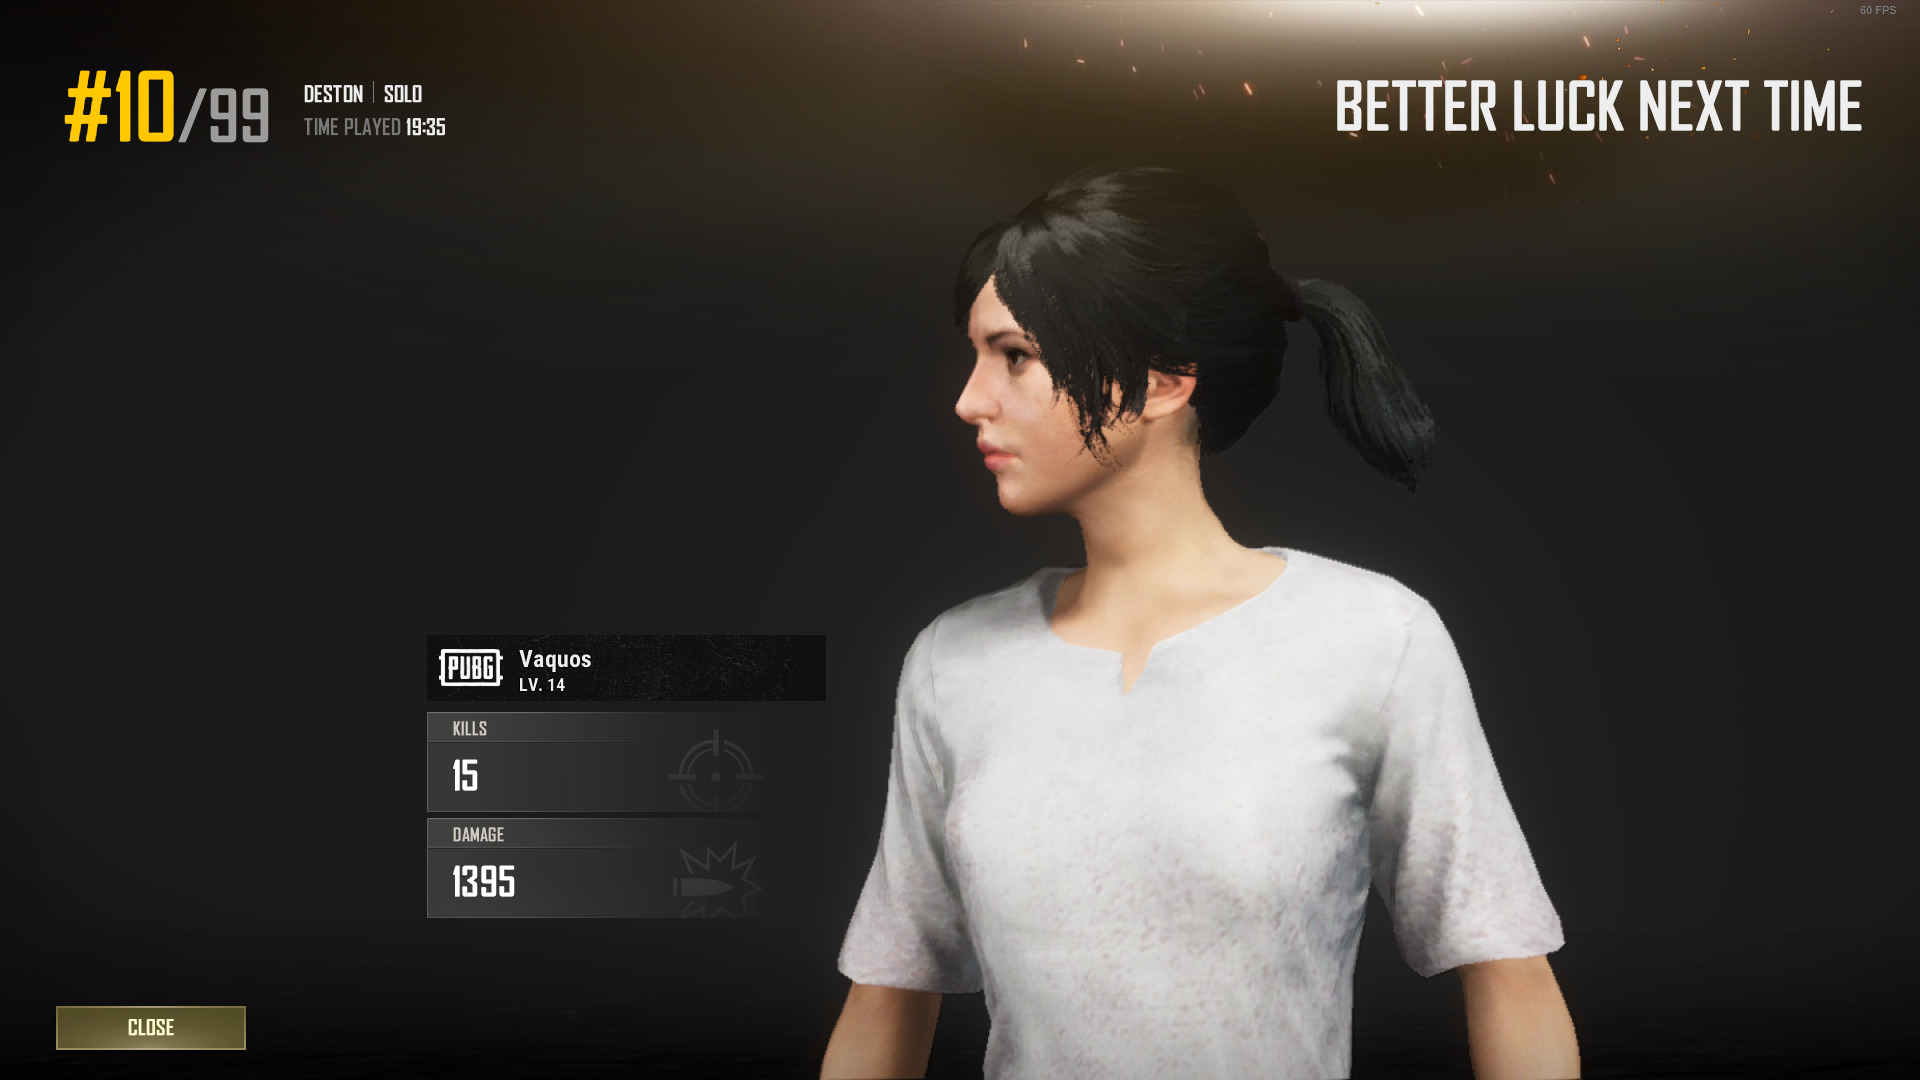 60 FPS
#10/99
DESTON | SOLO
TIME PLAYED 19:35
BETTER LUCK NEXT TIME
PUBG
Vaquos
LV. 14
KILLS
15
DAMAGE
1395
CLOSE